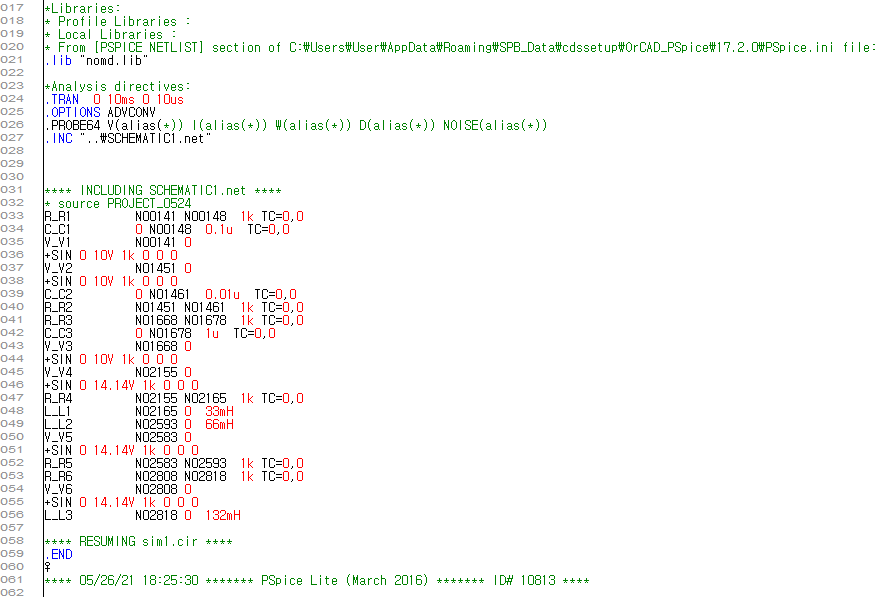 017 *Libraries:
018 * Profile Libraries :
019 * Local Libraries :
020 * From [PSPICE NETLIST] section of C:₩Users₩User₩AppData₩Roaming₩SPB_Data₩cdssetup₩OrCAD_PSpice₩17.2.0₩PSpice.ini file:
021 .lib "nomd.lib"
022
023 *Analysis directives:
024 .TRAN  0 10ms 0 10us
025 .OPTIONS ADVCONV
026 .PROBE64 V(alias(*)) I(alias(*)) W(alias(*)) D(alias(*)) NOISE(alias(*))
027 .INC "..₩SCHEMATIC1.net"
028
029
030
031 **** INCLUDING SCHEMATIC1.net ****
032 * source PROJECT_0524
033 R_R1         N00141 N00148  1k TC=0,0
034 C_C1         0 N00148  0.1u  TC=0,0
035 V_V1         N00141 0
036 +SIN 0 10V 1k 0 0 0
037 V_V2         N01451 0
038 +SIN 0 10V 1k 0 0 0
039 C_C2         0 N01461  0.01u  TC=0,0
040 R_R2         N01451 N01461  1k TC=0,0
041 R_R3         N01668 N01678  1k TC=0,0
042 C_C3         0 N01678  1u  TC=0,0
043 V_V3         N01668 0
044 +SIN 0 10V 1k 0 0 0
045 V_V4         N02155 0
046 +SIN 0 14.14V 1k 0 0 0
047 R_R4         N02155 N02165  1k TC=0,0
048 L_L1         N02165 0  33mH
049 L_L2         N02593 0  66mH
050 V_V5         N02583 0
051 +SIN 0 14.14V 1k 0 0 0
052 R_R5         N02583 N02593  1k TC=0,0
053 R_R6         N02808 N02818  1k TC=0,0
054 V_V6         N02808 0
055 +SIN 0 14.14V 1k 0 0 0
056 L_L3         N02818 0  132mH
057
058 **** RESUMING sim1.cir ****
059 .END
060 ♀
061 **** 05/26/21 18:25:30 ******* PSpice Lite (March 2016) ******* ID# 10813 ****
062